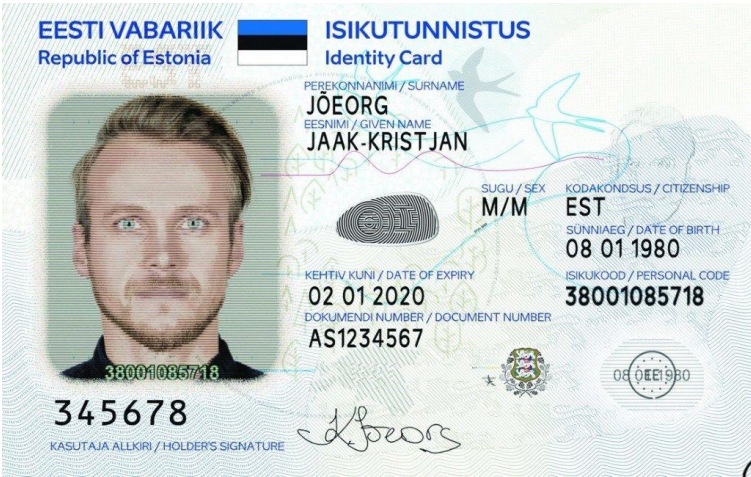 EESTI VABARIIK
Republic of Estonia
ISIKUTUNNISTUS
Identity Card
PEREKONNANIMI / SURNAME
JÕEORG
EESNIMI / GIVEN NAME
JAAK-KRISTJAN
SUGU / SEX
M/M
KODAKONDSUS / CITIZENSHIP
EST
SÜNNIAEG / DATE OF BIRTH
08 01 1980
KEHTIV KUNI / DATE OF EXPIRY
02 01 2020
ISIKUKOOD / PERSONAL CODE
38001085718
DOKUMENDI NUMBER / DOCUMENT NUMBER
AS1234567
38001085718
345678
KASUTAJA ALLKIRI / HOLDER'S SIGNATURE